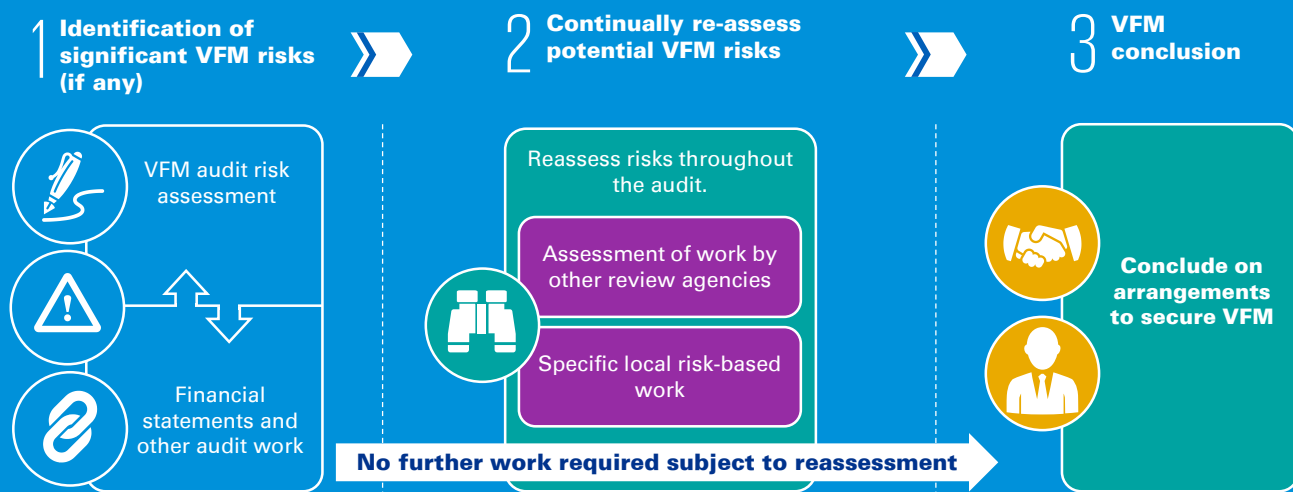 1 Identification of
significant VFM risks
(if any)
2 Continually re-assess
potential VFM risks
3 VFM
conclusion
VFM audit risk
assessment
Financial
statements and
other audit work
Reassess risks throughout
the audit.
Assessment of work by
other review agencies
Specific local risk-based
work
Conclude on
arrangements
to secure VFM
No further work required subject to reassessment